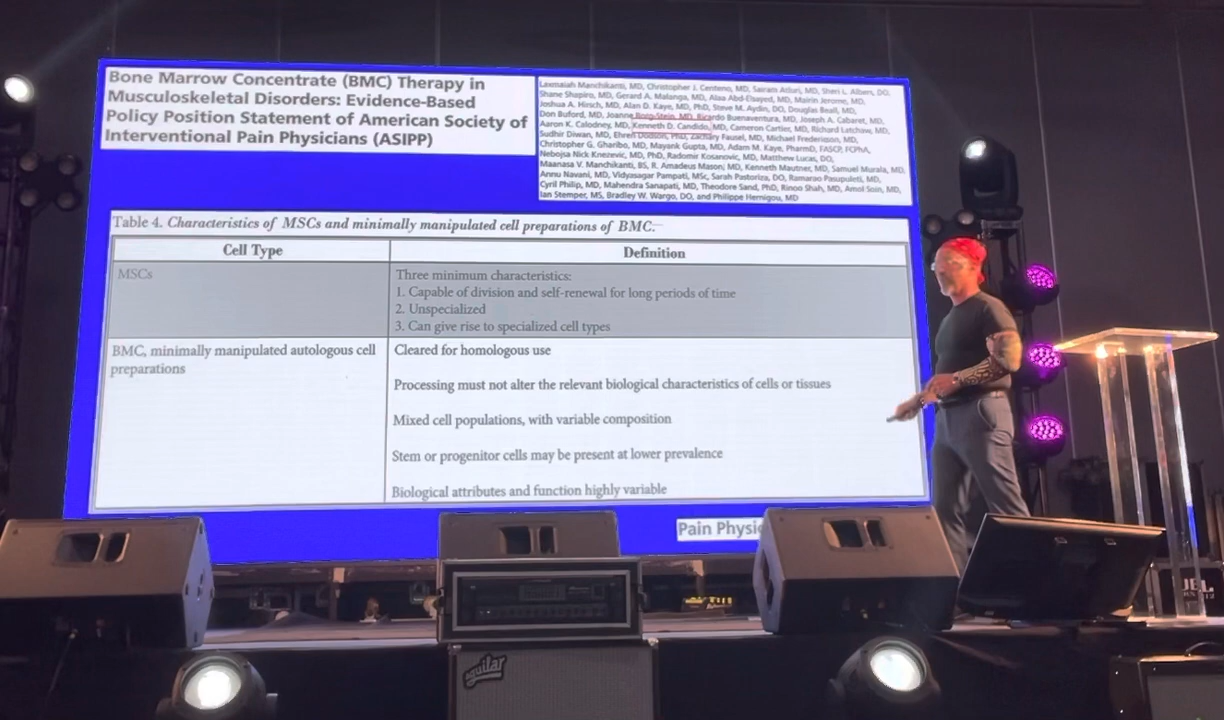 Bone Marrow Concentrate (BMC) Therapy in
Musculoskeletal Disorders: Evidence-Based
Policy Position Statement of American Society of
Interventional Pain Physicians (ASIPP)
Laxmaiah Manchikanti, MD, Christopher J. Centeno, MD, Sairam Atluri, MD, Sheri L. Albers, DO,
Shane Shapiro, MD, Gerard A. Malanga, MD, Alaa Abd-Elsayed, MD, Mairin Jerome, MD,
Joshua A. Hirsch, MD, Alan D. Kaye, MD, PhD, Steve M. Aydin, DO, Douglas Beall, MD,
Don Buford, MD, Joanne Borg-Stein, MD, Ricardo Buenaventura, MD, Joseph A. Cabaret, MD,
Aaron K. Calodney, MD, Kenneth D. Candido, MD, Cameron Cartier, MD, Richard Latchaw, MD,
Sudhir Diwan, MD, Ehren Dodson, PhD, Zachary Fausel, MD, Michael Fredericson, MD,
Christopher G. Gharibo, MD, Mayank Gupta, MD, Adam M. Kaye, PharmD, FASCP, FCPhA,
Nebojsa Nick Knezevic, MD, PhD, Radomir Kosanovic, MD, Matthew Lucas, DO,
Maanasa V. Manchikanti, BS, R. Amadeus Mason, MD, Kenneth Mautner, MD, Samuel Murala, MD,
Annu Navani, MD, Vidyasagar Pampati, MSc, Sarah Pastoriza, DO, Ramarao Pasupuleti, MD,
Cyril Philip, MD, Mahendra Sanapati, MD, Theodore Sand, PhD, Rinoo Shah, MD, Amol Soin, MD,
Ian Stemper, MS, Bradley W. Wargo, DO, and Philippe Hernigou, MD
Table 4. Characteristics of MSCs and minimally manipulated cell preparations of BMC.
Cell Type
Definition
MSCs
Three minimum characteristics:
1. Capable of division and self-renewal for long periods of time
2. Unspecialized
3. Can give rise to specialized cell types
BMC, minimally manipulated autologous cell
preparations
Cleared for homologous use
Processing must not alter the relevant biological characteristics of cells or tissues
Mixed cell populations, with variable composition
Stem or progenitor cells may be present at lower prevalence
Biological attributes and function highly variable
Pain Physi
aguilar